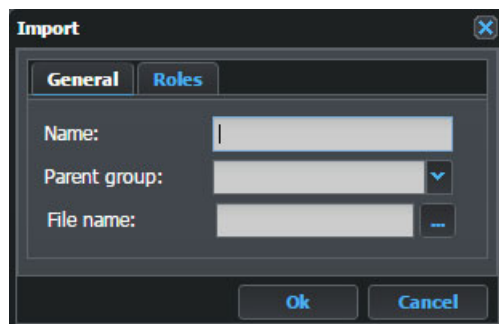 Import
General Roles
Name:
Parent group:
File name:
...
Ok Cancel